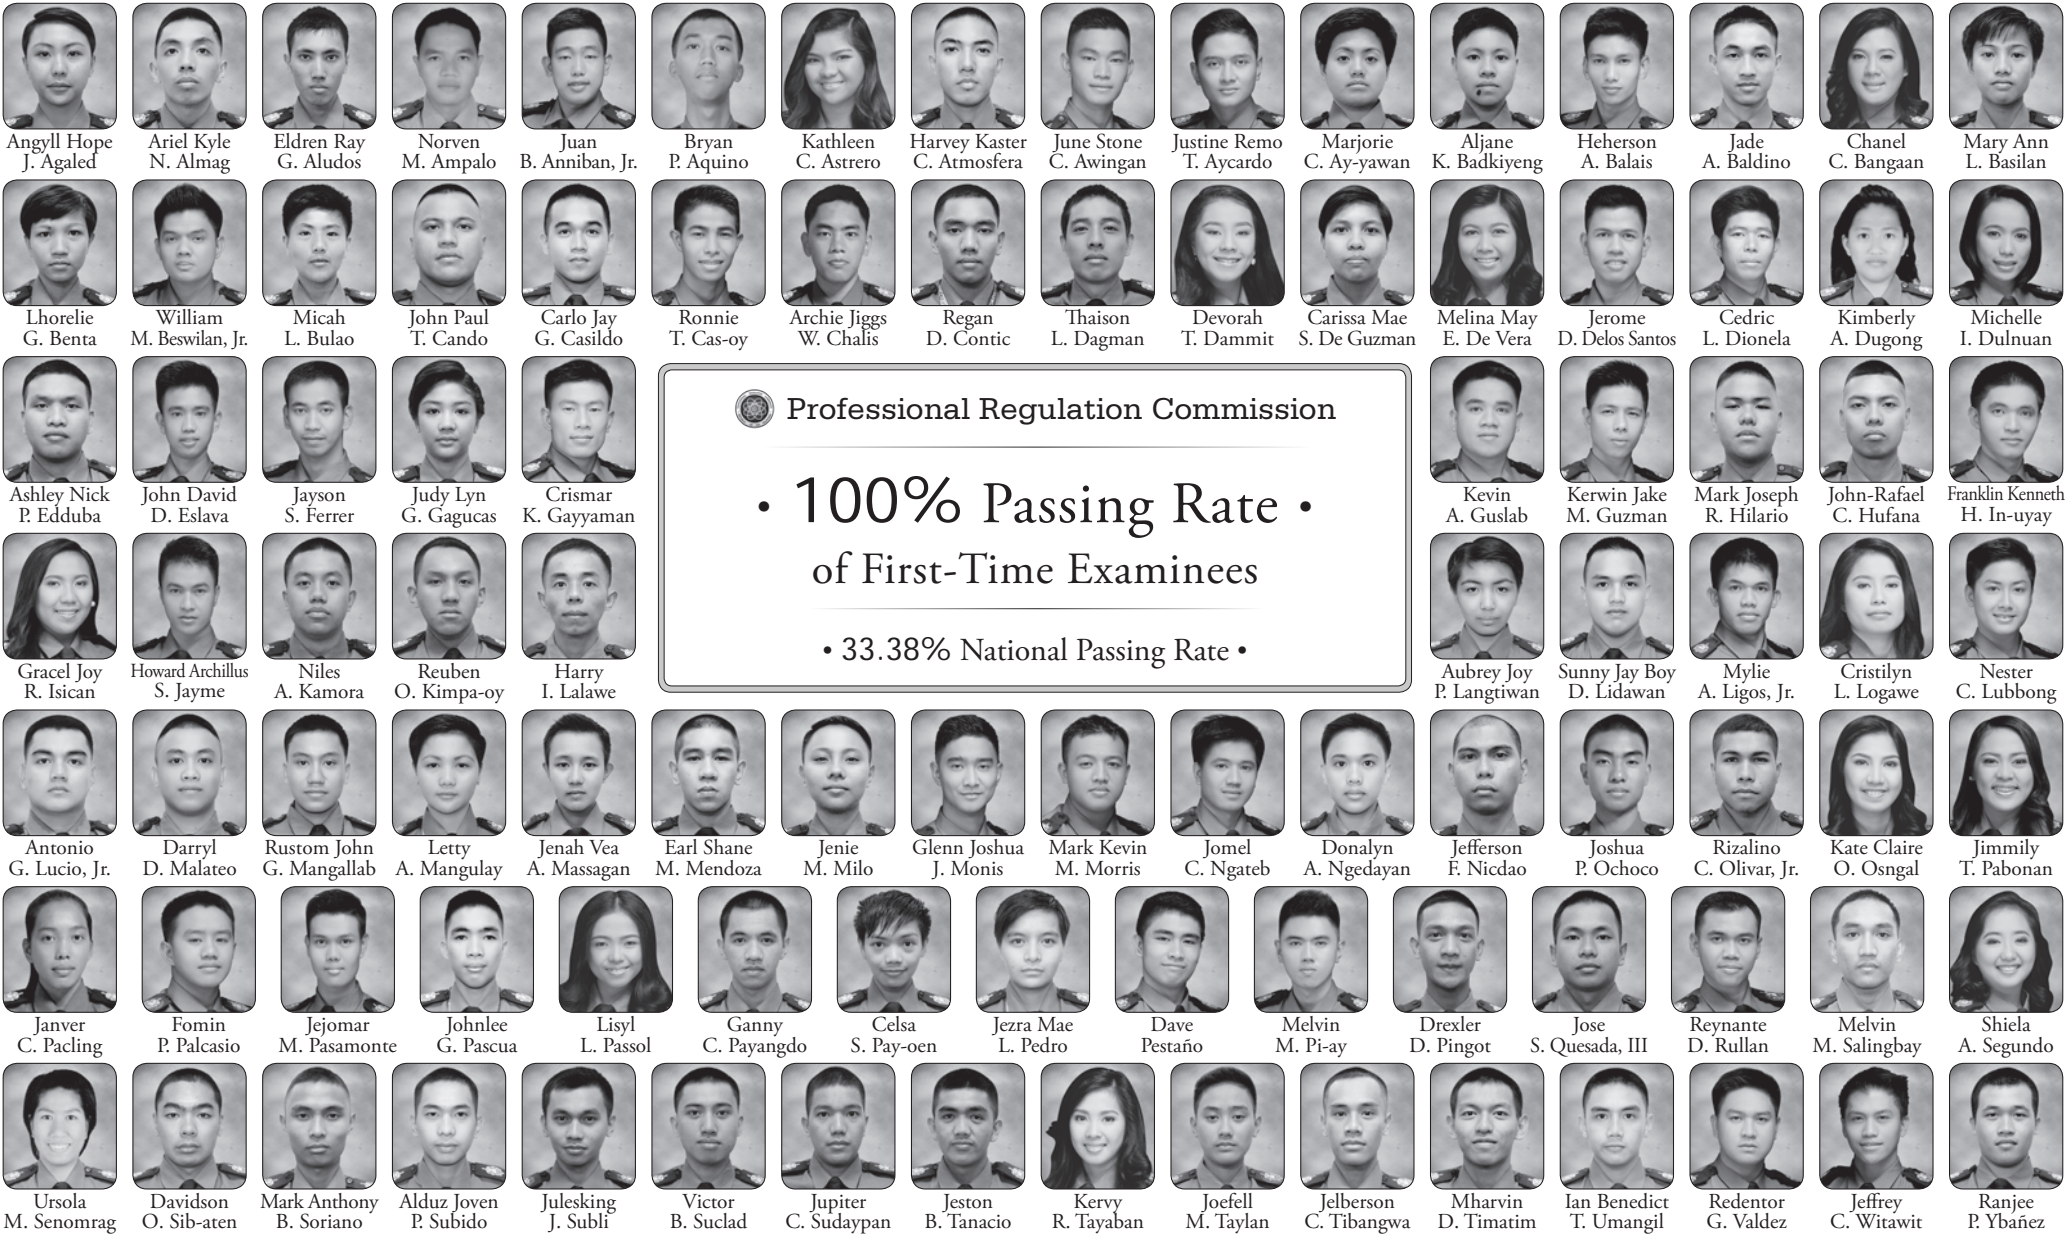 Angyll Hope
J. Agaled
Ariel Kyle
N. Almag
Eldren Ray
G. Aludos
Norven
M. Ampalo
Juan
B. Anniban, Jr.
Bryan
P. Aquino
Kathleen
C. Astrero
Harvey Kaster
C. Atmosfera
June Stone
C. Awingan
Justine Remo
T. Aycardo
Marjorie
C. Ay-yawan
Aljane
K. Badkiyeng
Heherson
A. Balais
Jade
A. Baldino
Chanel
C. Bangaan
Mary Ann
L. Basilan
Lhorelie
G. Benta
William
M. Beswilan, Jr.
Micah
L. Bulao
John Paul
T. Cando
Carlo Jay
G. Casildo
Ronnie
T. Cas-oy
Archie Jiggs
W. Chalis
Regan
D. Contic
Thaison
L. Dagman
Devorah
T. Dammit
Carissa Mae
S. De Guzman
Melina May
E. De Vera
Jerome
D. Delos Santos
Cedric
L. Dionela
Kimberly
A. Dugong
Michelle
I. Dulnuan
Ashley Nick
P. Edduba
John David
D. Eslava
Jayson
S. Ferrer
Judy Lyn
G. Gagucas
Crismar
K. Gayyaman
Professional Regulation Commission
• 100% Passing Rate •
of First-Time Examinees
• 33.38% National Passing Rate •
Kevin
A. Guslab
Kerwin Jake
M. Guzman
Mark Joseph
R. Hilario
John-Rafael
C. Hufana
Franklin Kenneth
H. In-uyay
Gracel Joy
R. Isican
Howard Archillus
S. Jayme
Niles
A. Kamora
Reuben
O. Kimpa-oy
Harry
I. Lalawe
Aubrey Joy
P. Langtiwan
Sunny Jay Boy
D. Lidawan
Mylie
A. Ligos, Jr.
Cristilyn
L. Logawe
Nester
C. Lubbong
Antonio
G. Lucio, Jr.
Darryl
D. Malateo
Rustom John
G. Mangallab
Letty
A. Mangulay
Jenah Vea
A. Massagan
Earl Shane
M. Mendoza
Jenie
M. Milo
Glenn Joshua
J. Monis
Mark Kevin
M. Morris
Jomel
C. Ngateb
Donalyn
A. Ngedayan
Jefferson
F. Nicdao
Joshua
P. Ochoco
Rizalino
C. Olivar, Jr.
Kate Claire
O. Osngal
Jimmily
T. Pabonan
Janver
C. Pacling
Fomin
P. Palcasio
Jejomar
M. Pasamonte
Johnlee
G. Pascua
Lisyl
L. Passol
Ganny
C. Payangdo
Celsa
S. Pay-oen
Jezra Mae
L. Pedro
Dave
Pestaño
Melvin
M. Pi-ay
Drexler
D. Pingot
Jose
S. Quesada, III
Reynante
D. Rullan
Melvin
M. Salingbay
Shiela
A. Segundo
Ursola
M. Senomrag
Davidson
O. Sib-aten
Mark Anthony
B. Soriano
Alduz Joven
P. Subido
Julesking
J. Subli
Victor
B. Suclad
Jupiter
C. Sudaypan
Jeston
B. Tanacio
Kervy
R. Tayaban
Joefell
M. Taylan
Jelberson
C. Tibangwa
Mharvin
D. Timatim
Ian Benedict
T. Umangil
Redentor
G. Valdez
Jeffrey
C. Witawit
Ranjee
P. Ybañez